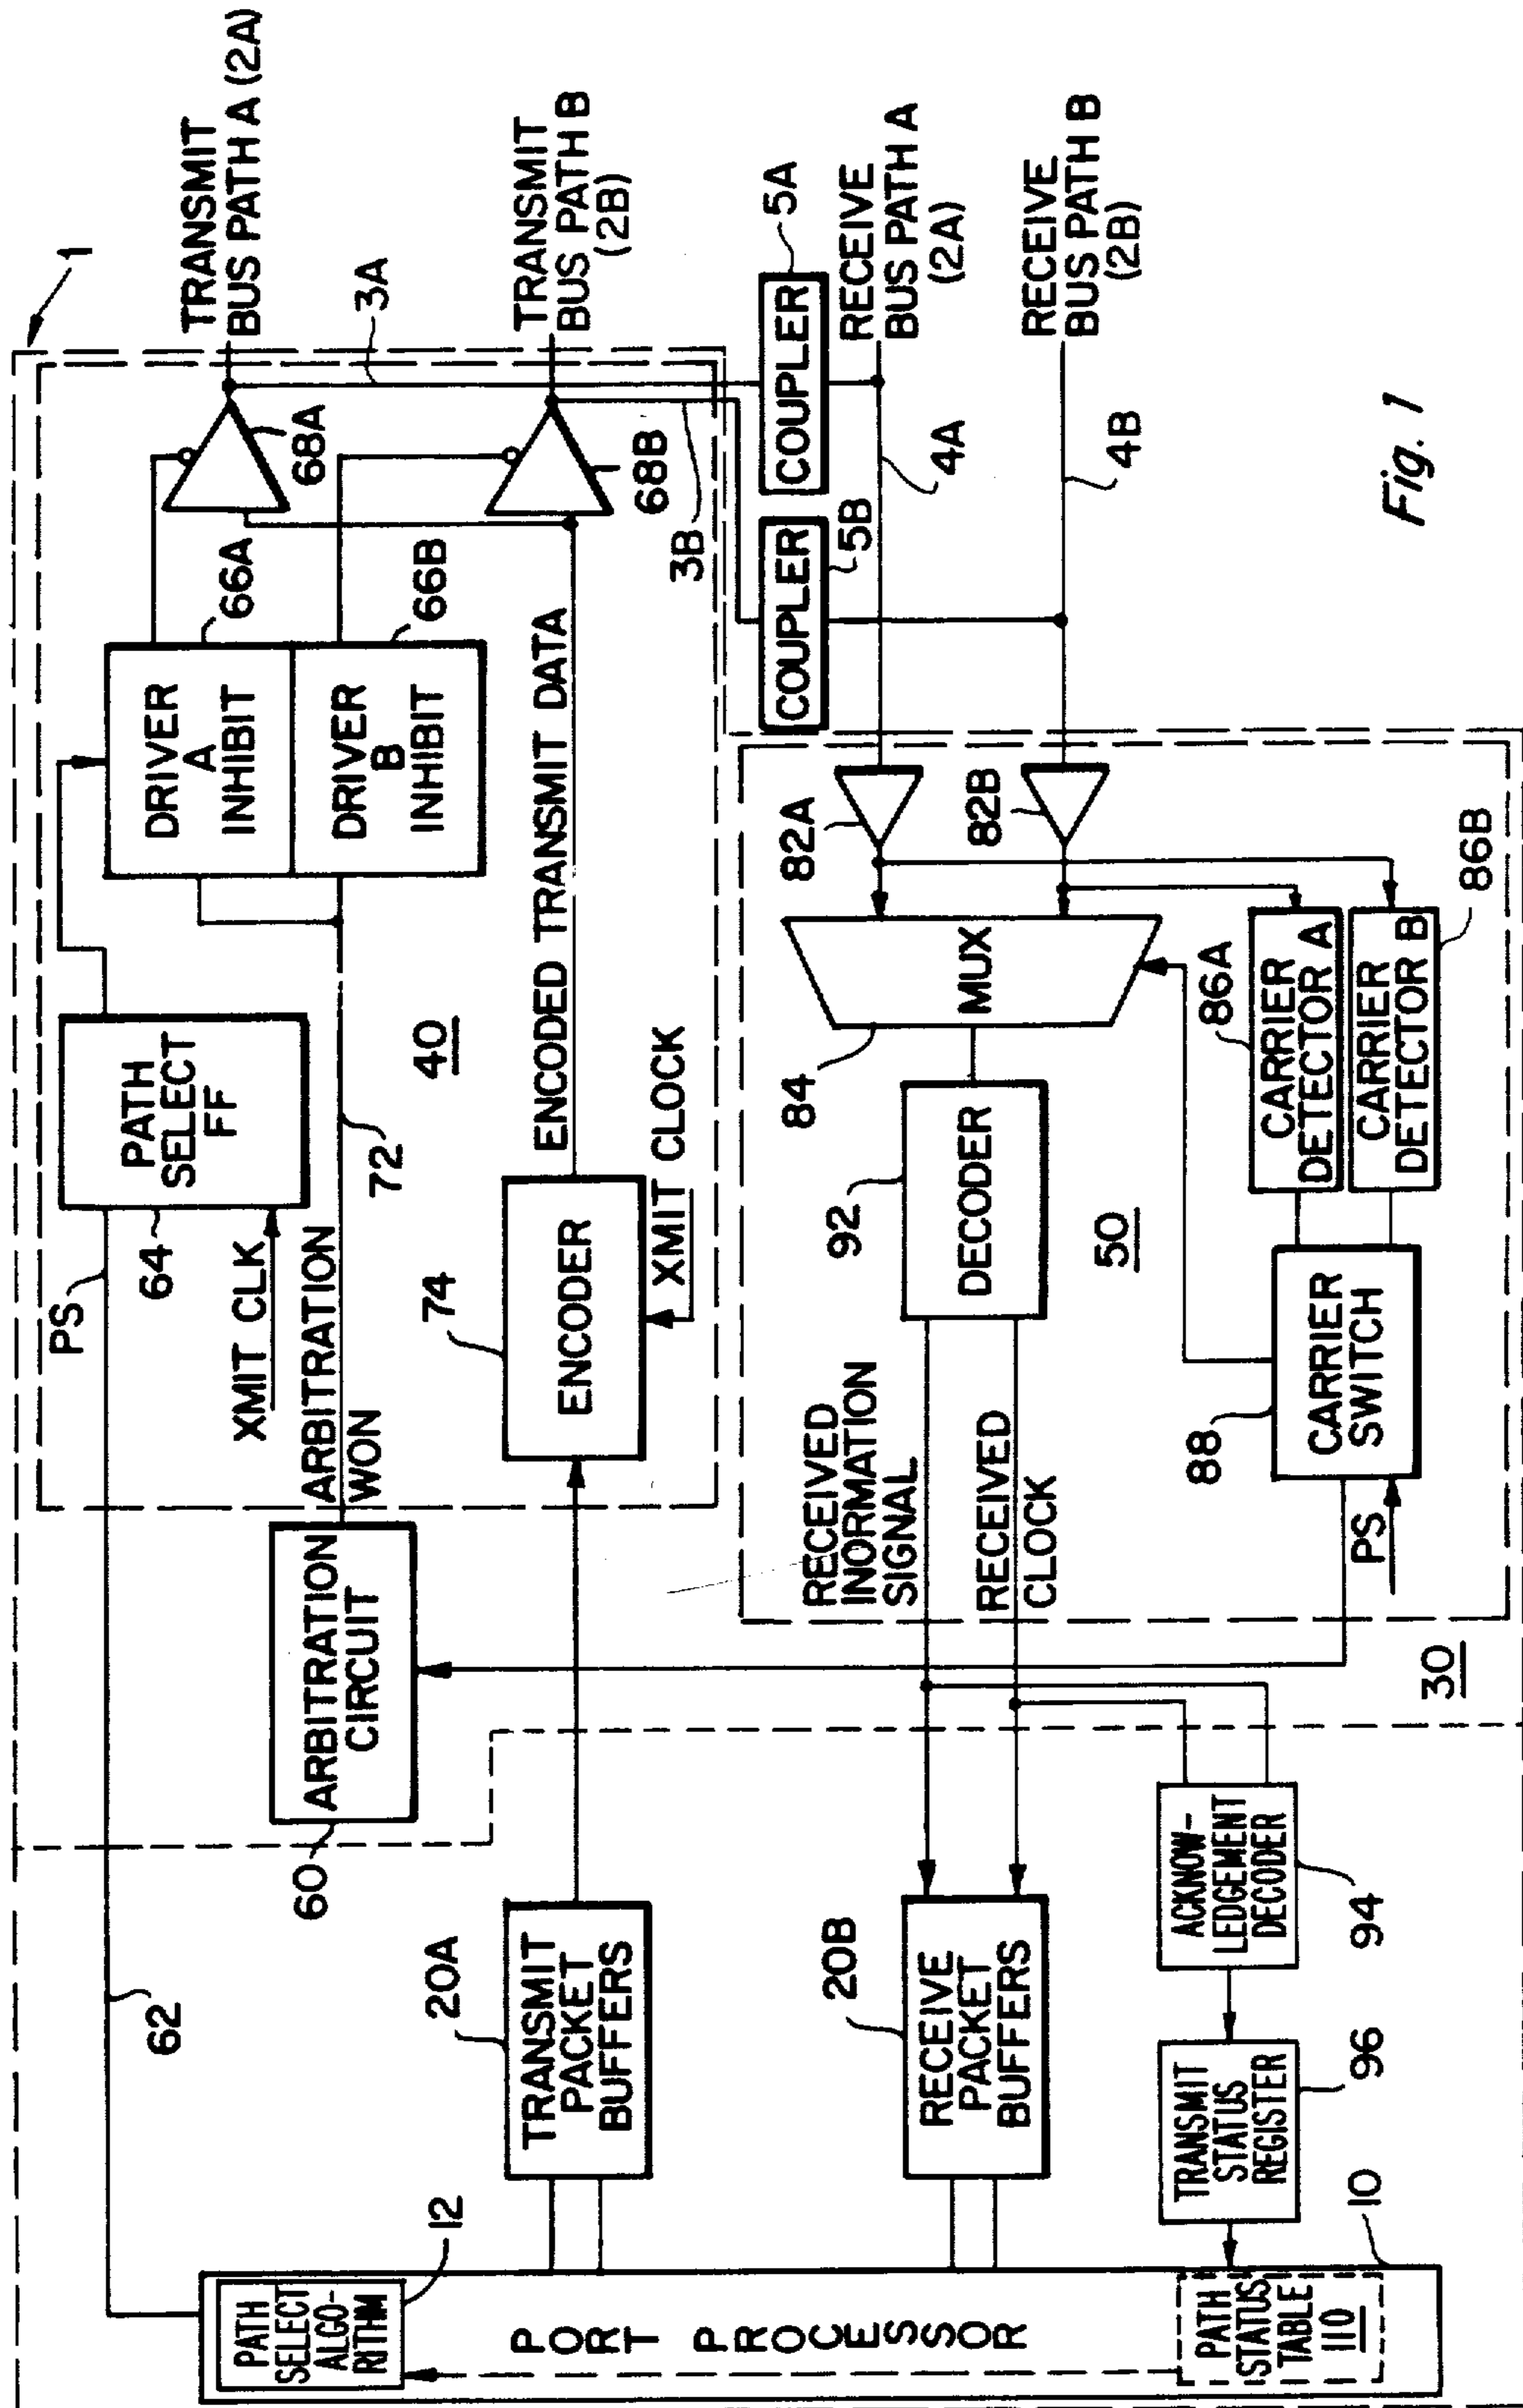 TRANSMIT
BUS PATH A (2A)
TRANSMIT
BUS PATH B
(2B)
1
3A
68A
68B
3B
66A
66B
DRIVER
A
INHIBIT
DRIVER
B
INHIBIT
PATH
SELECT
FF
64
PS
XMIT CLK
ARBITRATION
WON
72
40
ENCODED TRANSMIT DATA
74
ENCODER
XMIT CLOCK
ARBITRATION
CIRCUIT
60
62
COUPLER
5A
COUPLER
5B
RECEIVE
BUS PATH A
(2A)
RECEIVE
BUS PATH B
(2B)
4A
4B
82A
82B
MUX
84
CARRIER
DETECTOR A
86A
CARRIER
DETECTOR B
86B
92
DECODER
50
88
CARRIER
SWITCH
PS
RECEIVED
INORMATION
SIGNAL
RECEIVED
CLOCK
30
20A
TRANSMIT
PACKET
BUFFERS
20B
RECEIVE
PACKET
BUFFERS
ACKNOW-
LEDGEMENT
DECODER
94
TRANSMIT
STATUS
REGISTER
96
10
12
PATH
SELECT
ALGO-
RITHM
PORT PROCESSOR
PATH
STATUS
TABLE
110
Fig. 1